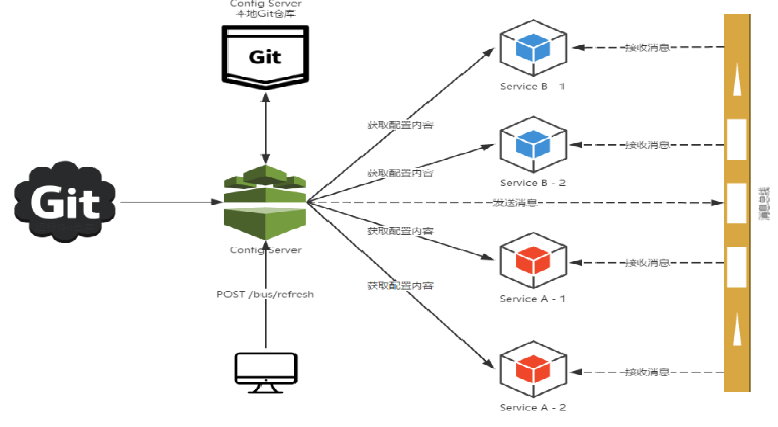 Config Server
本地Git仓库
Git
Service B - 1
接收消息
获取配置内容
Service B - 2
接收消息
获取配置内容
Git
Config Server
发送消息
消息总线
获取配置内容
Service A - 1
接收消息
POST /bus/refresh
获取配置内容
Service A - 2
接收消息